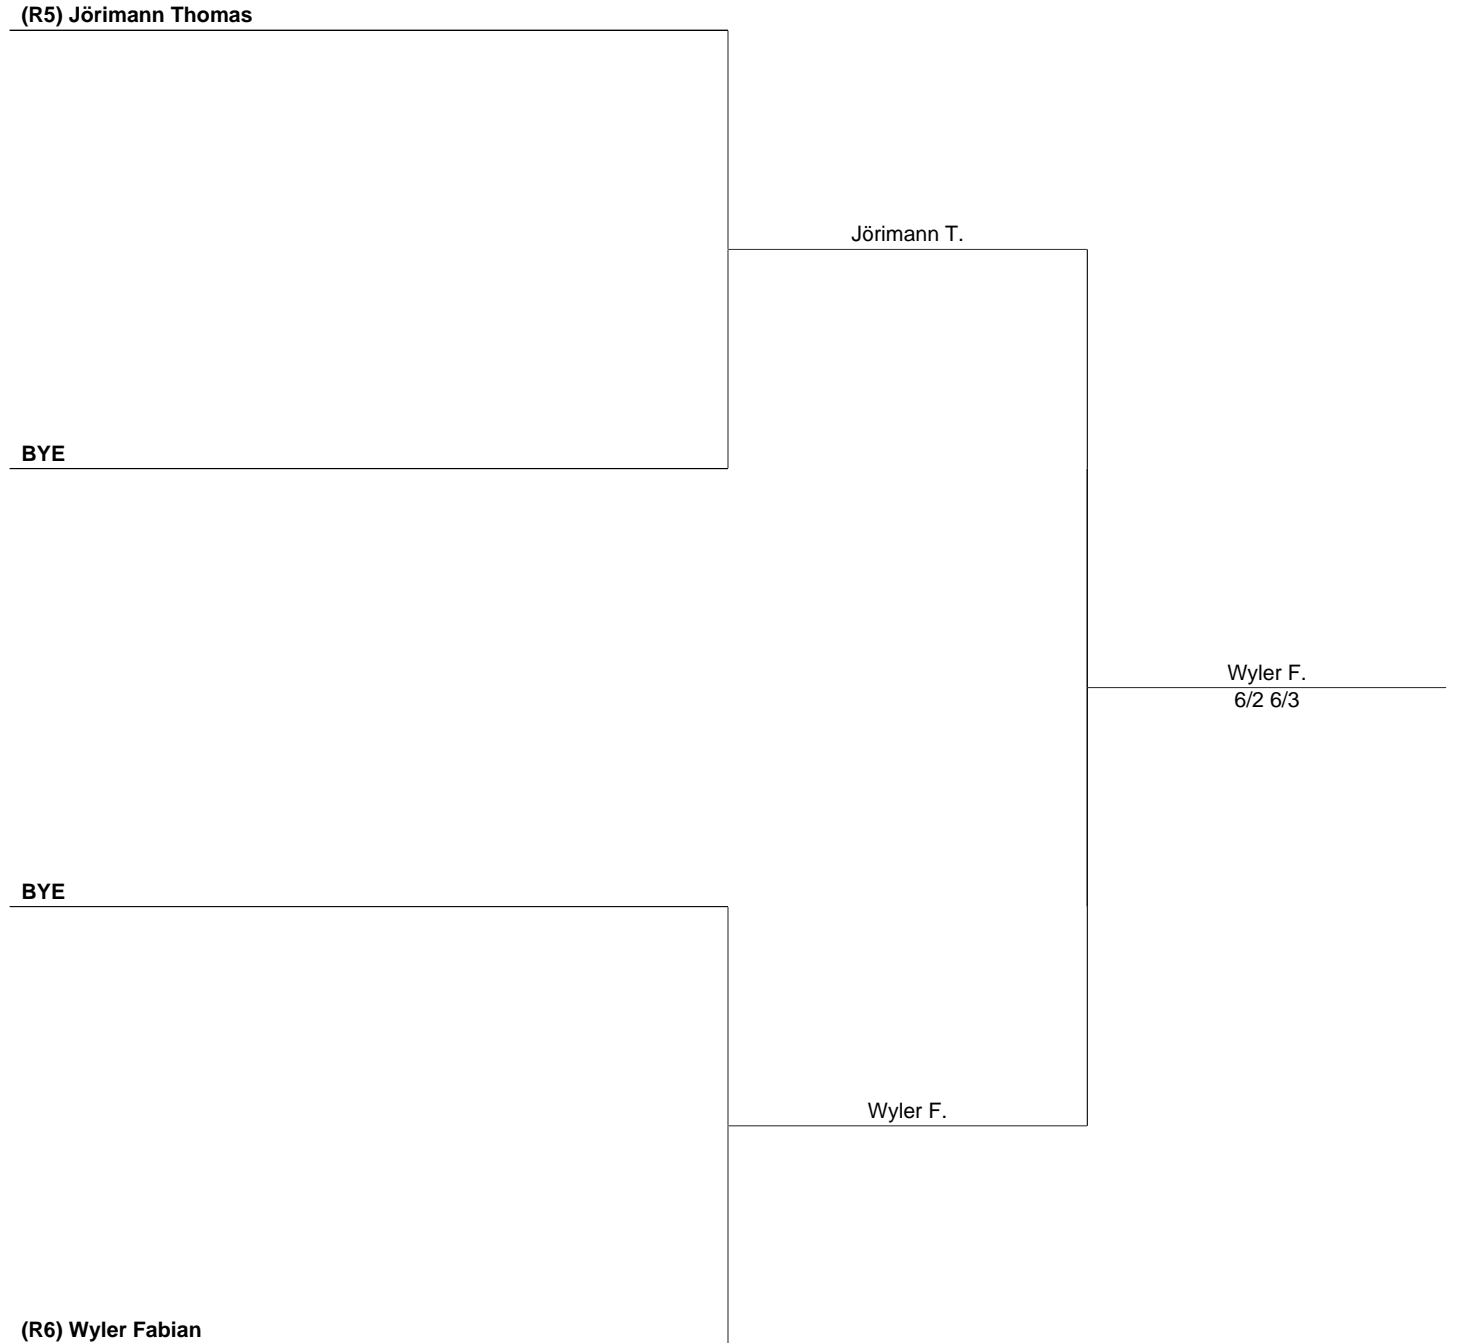 (R5) Jörimann Thomas
Jörimann T.
BYE
Wyler F.
6/2 6/3
BYE
Wyler F.
(R6) Wyler Fabian